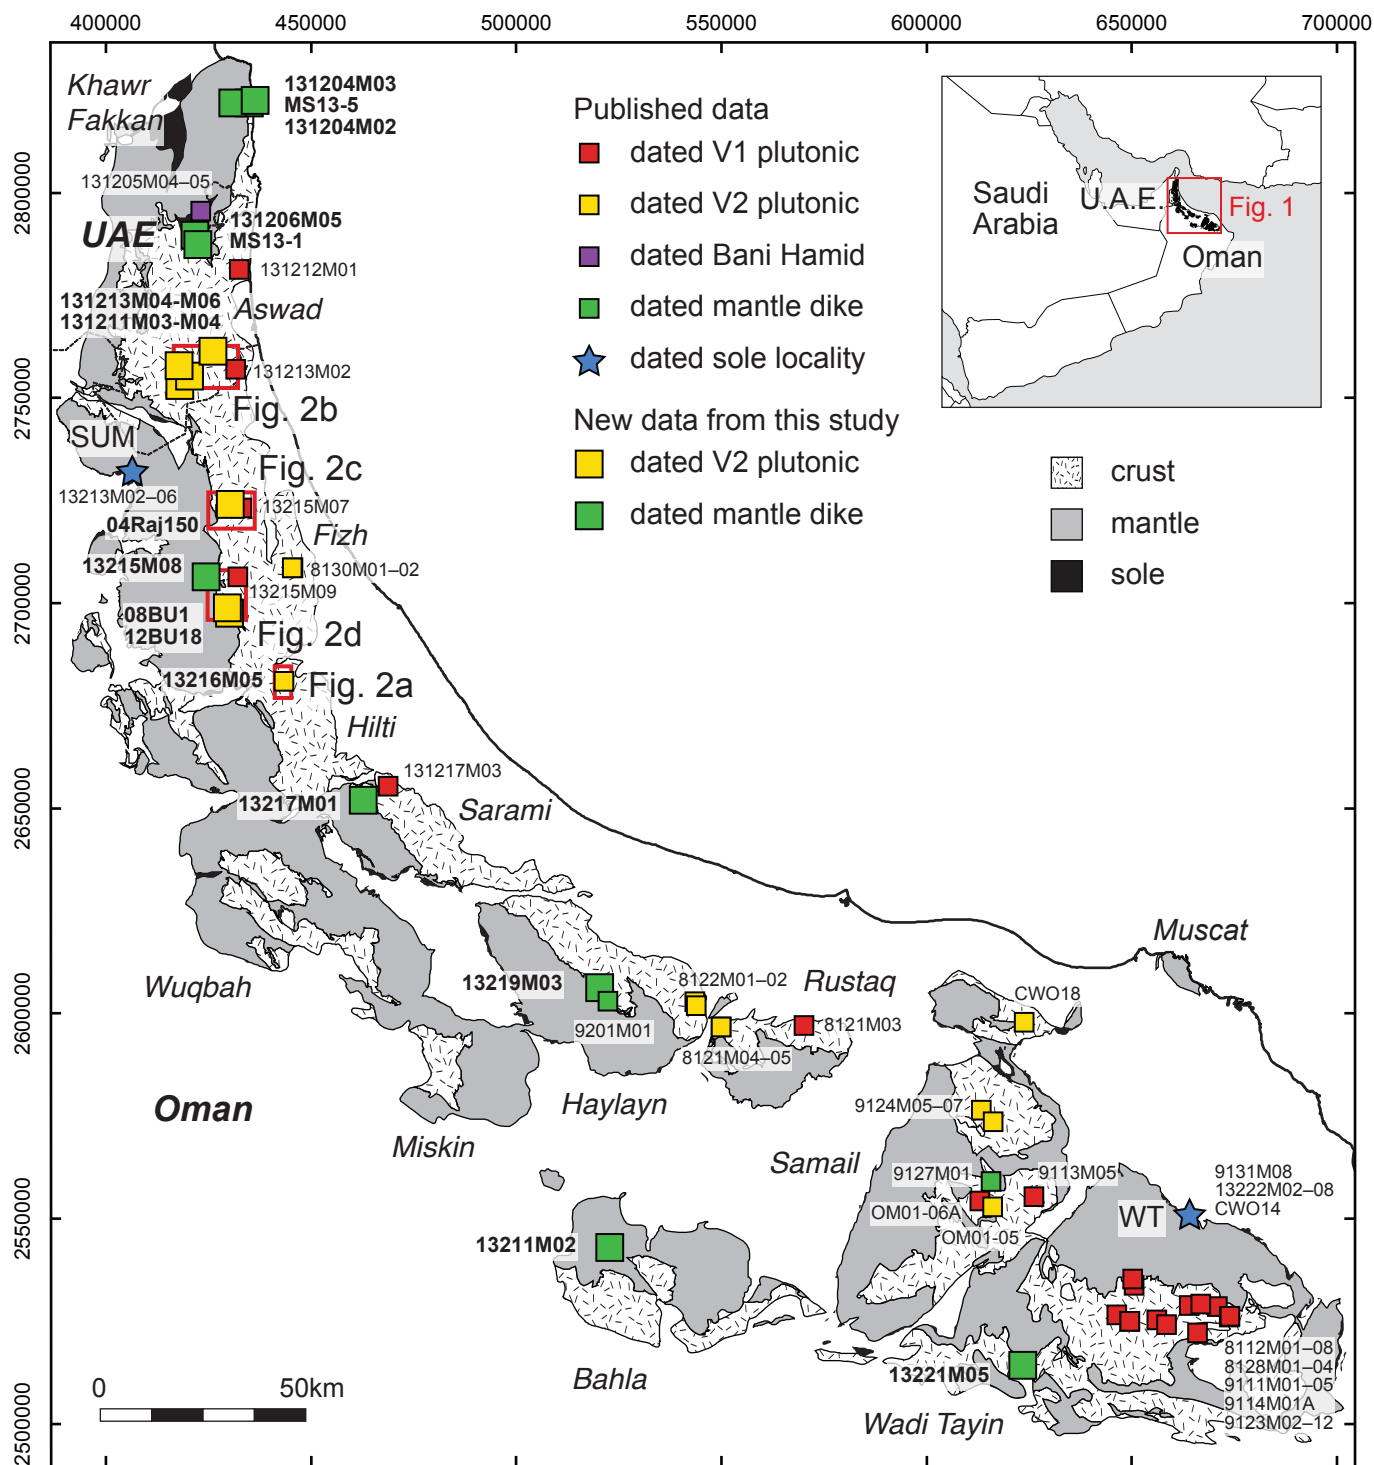 400000
450000
500000
550000
600000
650000
700000
2800000
2750000
2700000
2650000
2600000
2550000
2500000
Khawr
Fakkan
131204M03
MS13-5
131204M02
131205M04–05
UAE
131206M05
MS13-1
131212M01
131213M04-M06
131211M03-M04
Aswad
131213M02
Fig. 2b
SUM
Fig. 2c
13213M02–06
13215M07
04Raj150
Fizh
13215M08
8130M01–02
13215M09
08BU1
12BU18
Fig. 2d
13216M05
Fig. 2a
Hilti
131217M03
13217M01
Sarami
Wuqbah
13219M03
9201M01
8122M01–02
Rustaq
8121M03
8121M04–05
Haylayn
Miskin
Oman
Muscat
CWO18
9124M05–07
Samail
9127M01
9113M05
OM01-06A
OM01-05
WT
9131M08
13222M02–08
CWO14
13211M02
Bahla
13221M05
Wadi Tayin
8112M01–08
8128M01–04
9111M01–05
9114M01A
9123M02–12
0
50km
Published data
dated V1 plutonic
dated V2 plutonic
dated Bani Hamid
dated mantle dike
dated sole locality
New data from this study
dated V2 plutonic
dated mantle dike
Saudi
Arabia
U.A.E.
Fig. 1
Oman
crust
mantle
sole